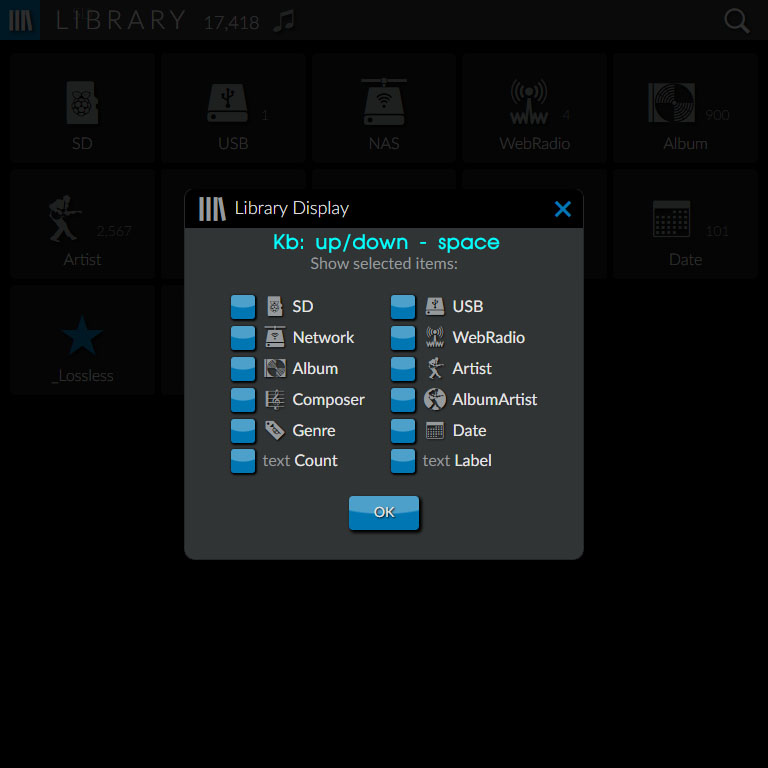 LIBRARY 17,418
SD
USB 1
NAS
WebRadio 4
Album 900
Artist 2,567
Date 101
_Lossless
Library Display
Kb: up/down - space
Show selected items:
SD USB
Network WebRadio
Album Artist
Composer AlbumArtist
Genre Date
text Count text Label
OK